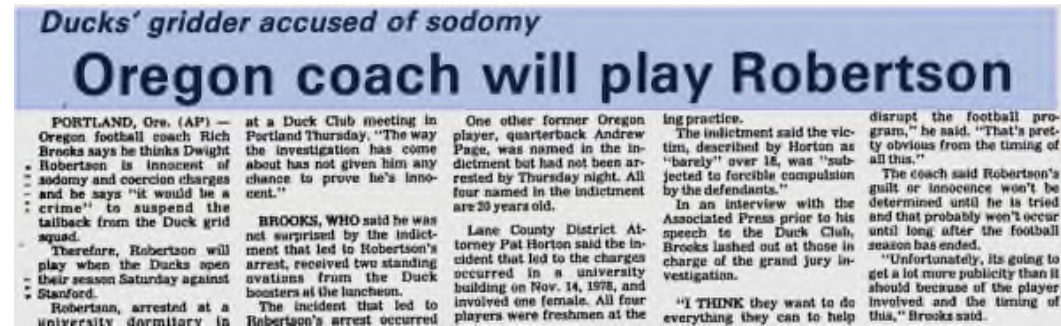 Ducks' gridder accused of sodomy
Oregon coach will play Robertson
PORTLAND, Ore. (AP) —
Oregon football coach Rich
Brooks says he thinks Dwight
Robertson is innocent of
sodomy and coercion charges
and he says "it would be a
crime" to suspend the
tailback from the Duck grid
squad.
Therefore, Robertson will
play when the Ducks open
their season Saturday against
Stanford.
Robertson, arrested at a
university dormitory in
at a Duck Club meeting in
Portland Thursday. "The way
the investigation has come
about has not given him any
chance to prove he's inno-
cent."
BROOKS, WHO said he was
not surprised by the indict-
ment that led to Robertson's
arrest, received two standing
ovations from the Duck
boosters at the luncheon.
The incident that led to
Robertson's arrest occurred
One other former Oregon
player, quarterback Andrew
Page, was named in the in-
dictment but had not been ar-
rested by Thursday night. All
four named in the indictment
are 20 years old.
Lane County District At-
torney Pat Horton said the in-
cident that led to the charges
occurred in a university
building on Nov. 14, 1978, and
involved one female. All four
players were freshmen at the
ing practice.
The indictment said the vic-
tim, described by Horton as
"barely" over 18, was "sub-
jected to forcible compulsion
by the defendants."
In an interview with the
Associated Press prior to his
speech to the Duck Club,
Brooks lashed out at those in
charge of the grand jury in-
vestigation.
"I THINK they want to do
everything they can to help
disrupt the football pro-
gram," he said. "That's pret-
ty obvious from the timing of
all this."
The coach said Robertson's
guilt or innocence won't be
determined until he is tried
and that probably won't occur
until long after the football
season has ended.
"Unfortunately, its going to
get a lot more publicity than it
should because of the player
involved and the timing of
this," Brooks said.